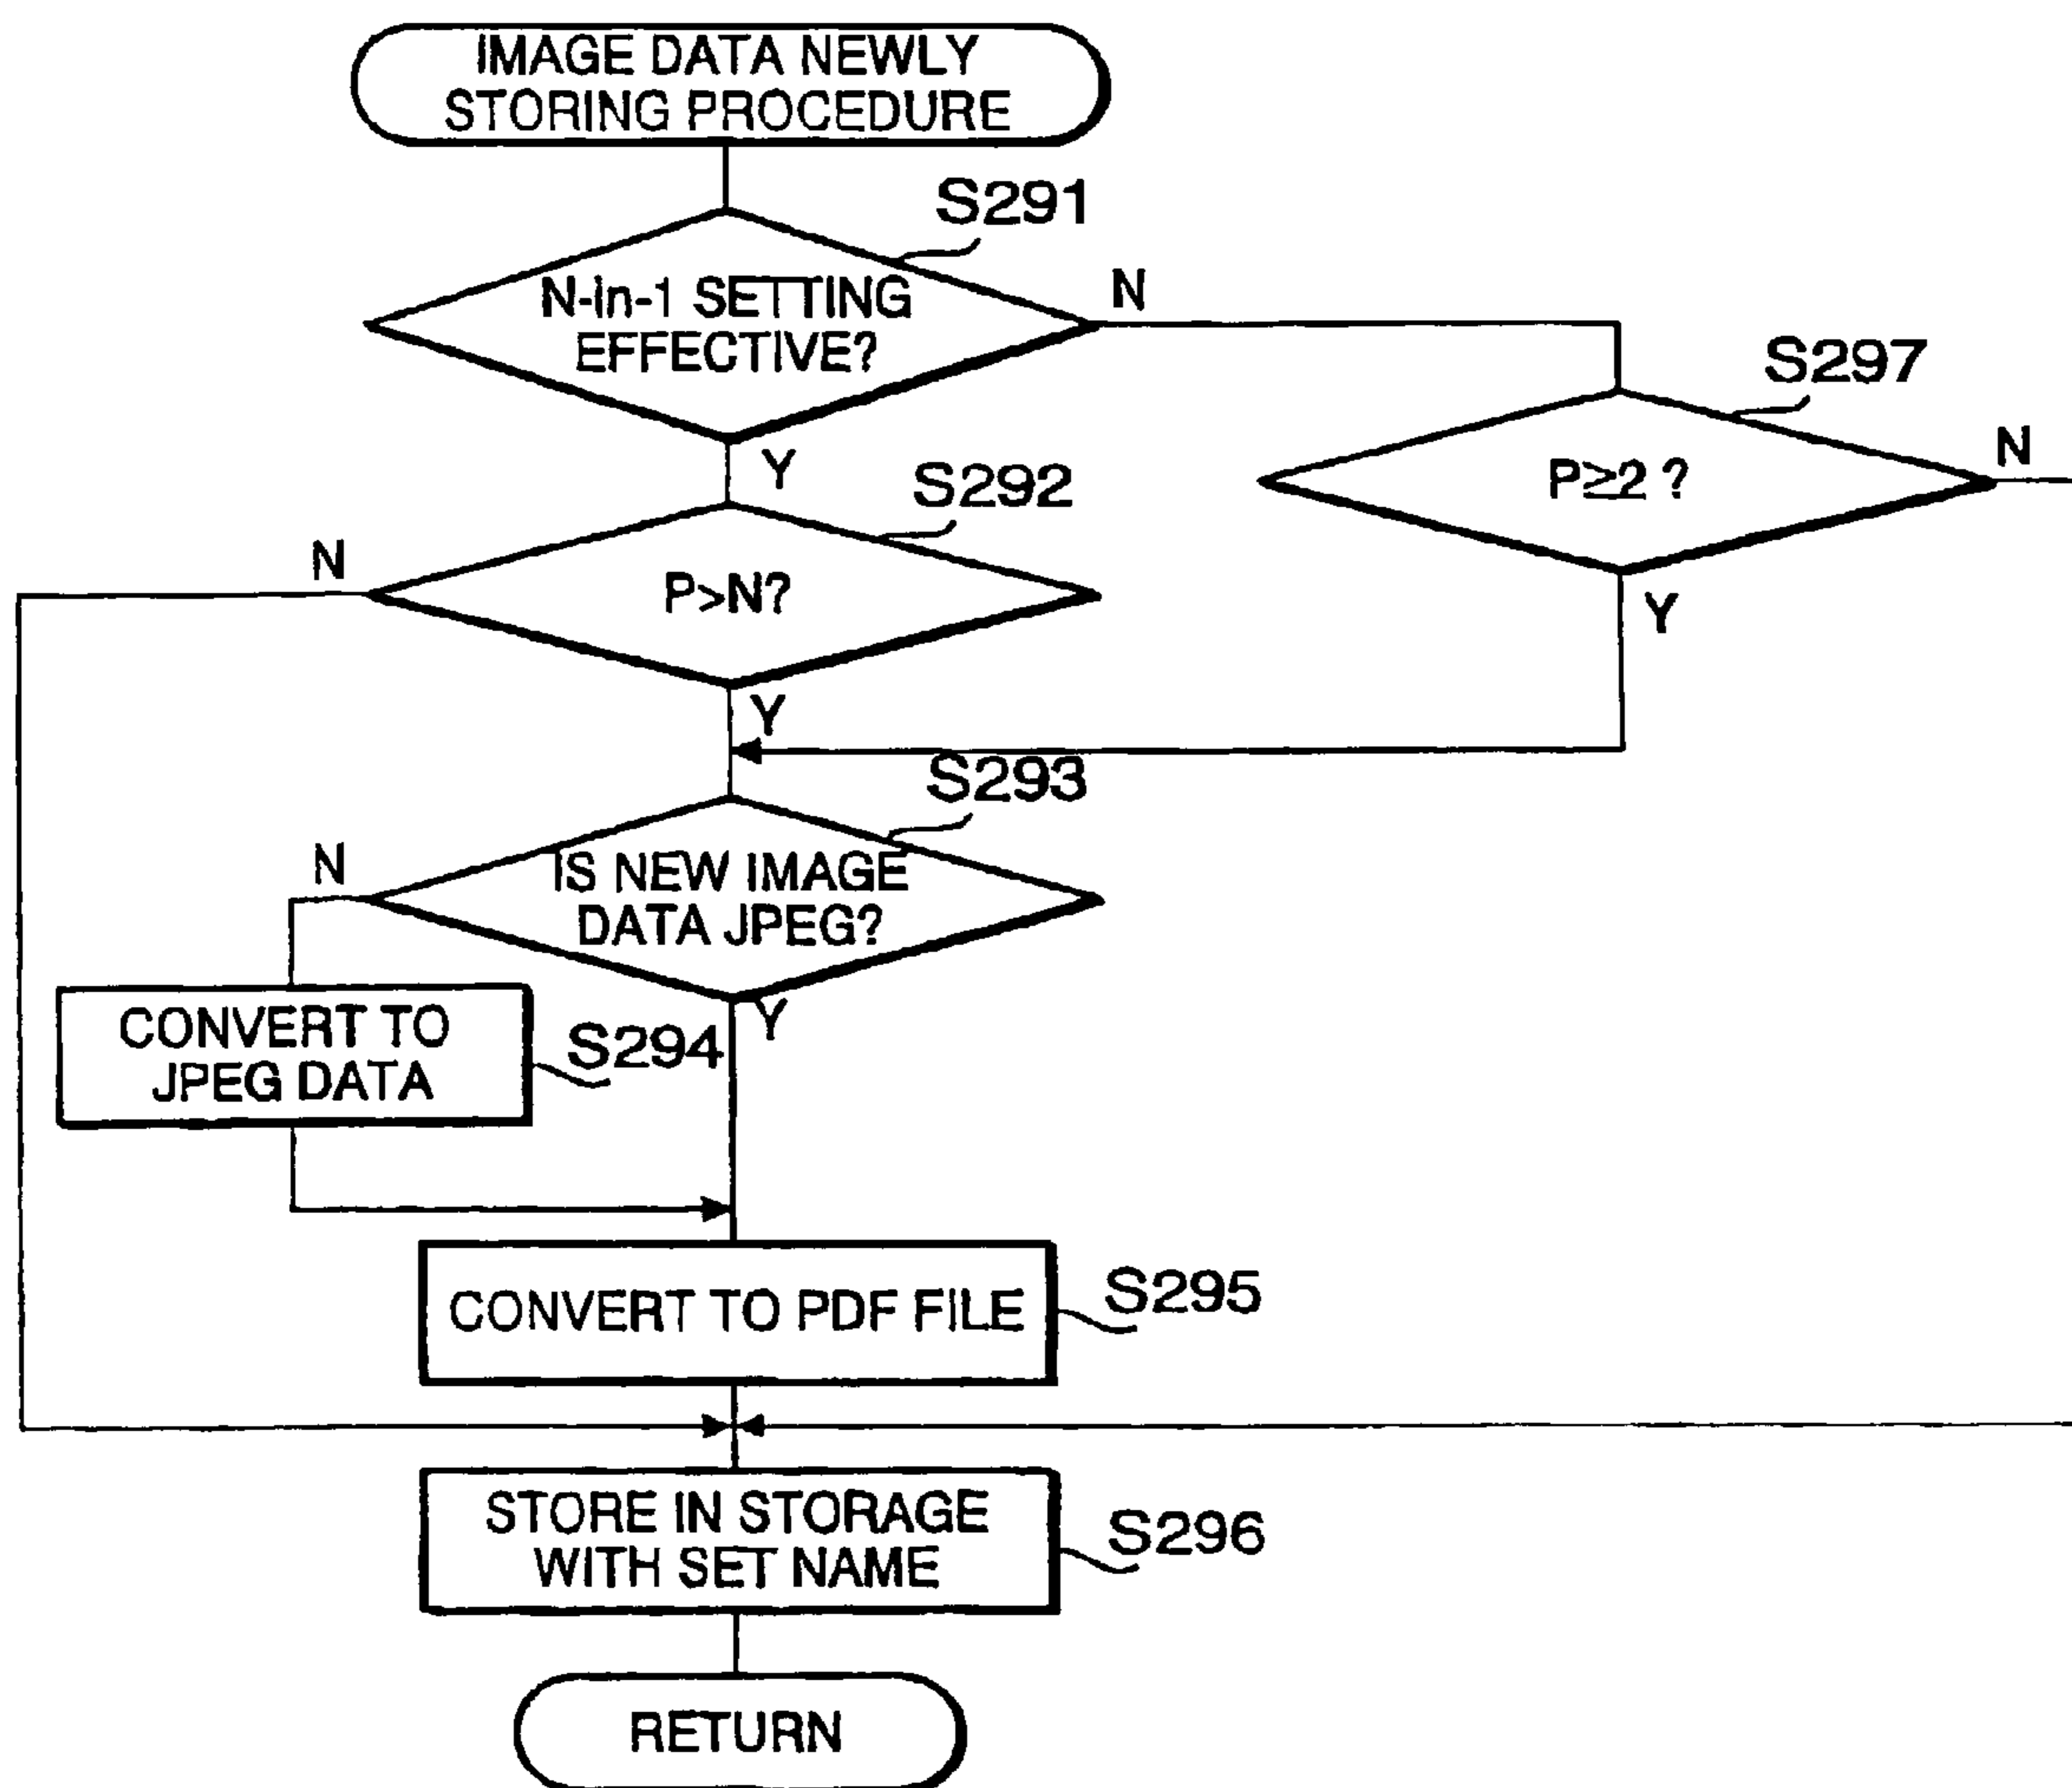 IMAGE DATA NEWLY
STORING PROCEDURE
S291
N-in-1 SETTING
EFFECTIVE?
N
Y
S297
P≥2 ?
N
Y
S292
P>N?
N
Y
S293
IS NEW IMAGE
DATA JPEG?
N
Y
CONVERT TO
JPEG DATA
S294
CONVERT TO PDF FILE
S295
STORE IN STORAGE
WITH SET NAME
S296
RETURN